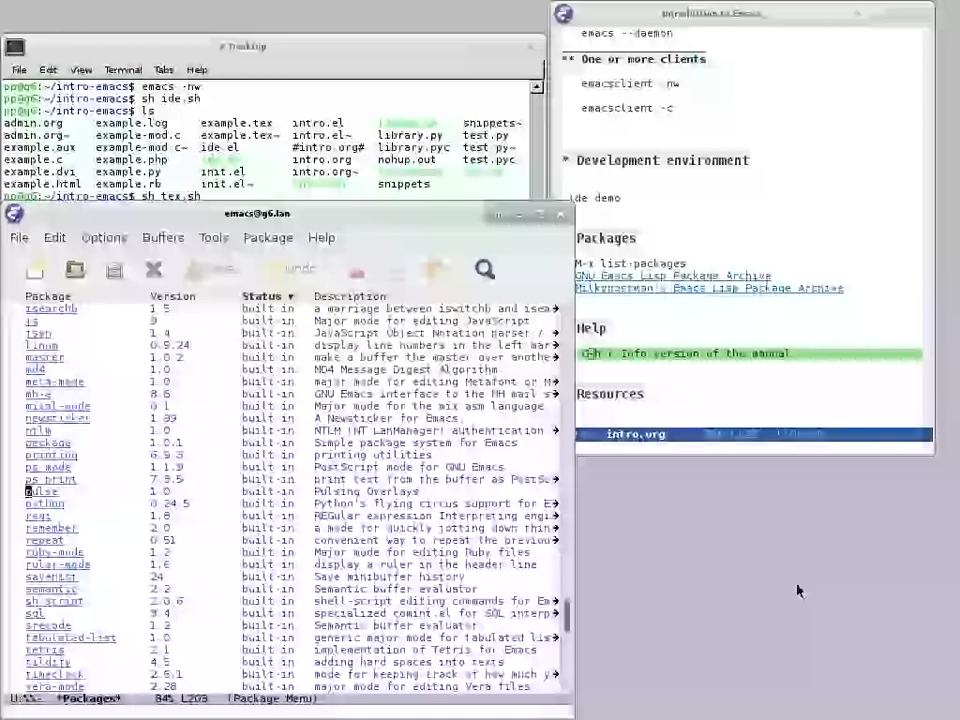 Introduction to Emacs
emacs --daemon
** One or more clients
emacsclient -nw
emacsclient -c
* Development environment
ide demo
Packages
M-x list-packages
GNU Emacs Lisp Package Archive
Milkypostman's Emacs Lisp Package Archive
Help
C-h r Info version of the manual
Resources
intro.org
File Edit View Terminal Tabs Help
pp@g6:~/intro-emacs$ emacs -nw
pp@g6:~/intro-emacs$ sh ide.sh
pp@g6:~/intro-emacs$ ls
admin.org example.log example.tex intro.el snippets~
admin.org~ example-mod.c example.tex~ intro.el~ library.py test.py
example.aux example-mod.c~ ide.el #intro.org# library.pyc test.py~
example.c example.php intro.org nohup.out test.pyc
example.dvi example.py init.el intro.org~
example.html example.rb init.el~ snippets
pp@g6:~/intro-emacs$ sh tex.sh
emacs@g6.lan
File Edit Options Buffers Tools Package Help
Undo
Package Version Status ▼ Description
isearchb 1.5 built-in a marriage between iswitchb and isea
js 9 built-in Major mode for editing JavaScript
json 1.4 built-in JavaScript Object Notation parser /
linum 0.9.24 built-in display line numbers in the left mar
master 1.0.2 built-in make a buffer the master over anothe
md4 1.0 built-in MD4 Message Digest Algorithm
meta-mode 1.0 built-in major mode for editing Metafont or M
mh-e 8.6 built-in GNU Emacs interface to the MH mail s
mixal-mode 0.1 built-in Major mode for the mix asm language
newsticker 1.99 built-in A Newsticker for Emacs
ntlm 1.0 built-in NTLM (NT LanManager) authentication
package 1.0.1 built-in Simple package system for Emacs
printing 6.9.3 built-in printing utilities
ps-mode 1.1.9 built-in PostScript mode for GNU Emacs
ps-print 7.3.5 built-in print text from the buffer as PostSc
pulse 1.0 built-in Pulsing Overlays
python 0.24.5 built-in Python's flying circus support for E
regi 1.8 built-in REGular expression Interpreting engi
remember 2.0 built-in a mode for quickly jotting down thin
repeat 0.51 built-in convenient way to repeat the previou
ruby-mode 1.2 built-in Major mode for editing Ruby files
ruler-mode 1.6 built-in display a ruler in the header line
savehist 24 built-in Save minibuffer history
semantic 2.2 built-in Semantic buffer evaluator
sh-script 2.0.6 built-in shell-script editing commands for Em
sql 3.4 built-in specialized comint.el for SQL interp
srecode 1.2 built-in Semantic buffer evaluator
tabulated-list 1.0 built-in generic major mode for tabulated lis
tetris 2.1 built-in implementation of Tetris for Emacs
tildify 4.5 built-in adding hard spaces into texts
timeclock 2.6.1 built-in mode for keeping track of how much y
vera-mode 2.28 built-in major mode for editing Vera files
U:%%- *Packages* 84% L203 (Package Menu)